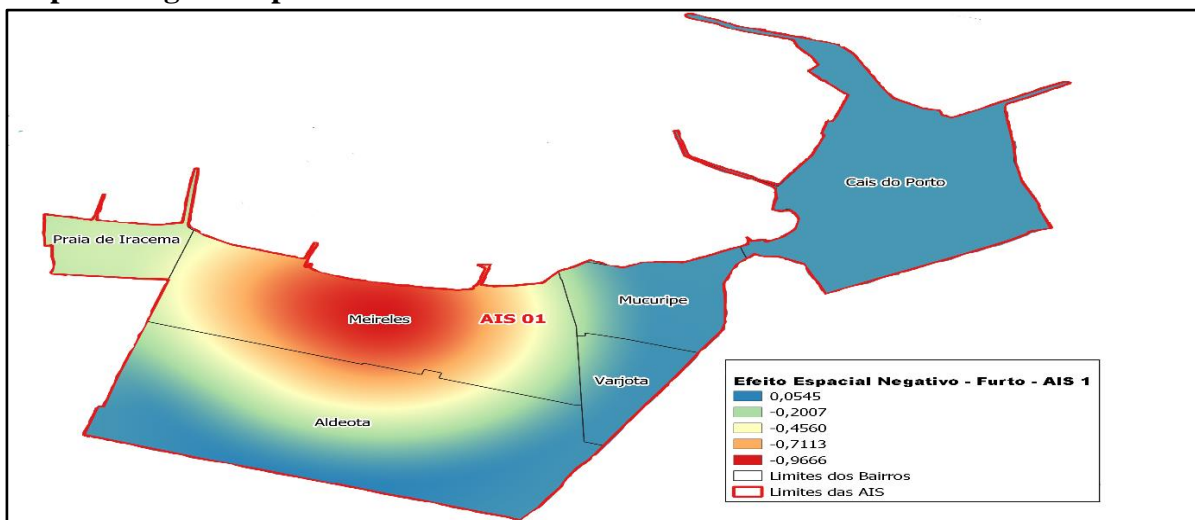 Cais do Porto
Praia de Iracema
Mucuripe
Meireles
AIS 01
Varjota
Aldeota
Efeito Espacial Negativo - Furto - AIS 1
0,0545
-0,2007
-0,4560
-0,7113
-0,9666
Limites dos Bairros
Limites das AIS